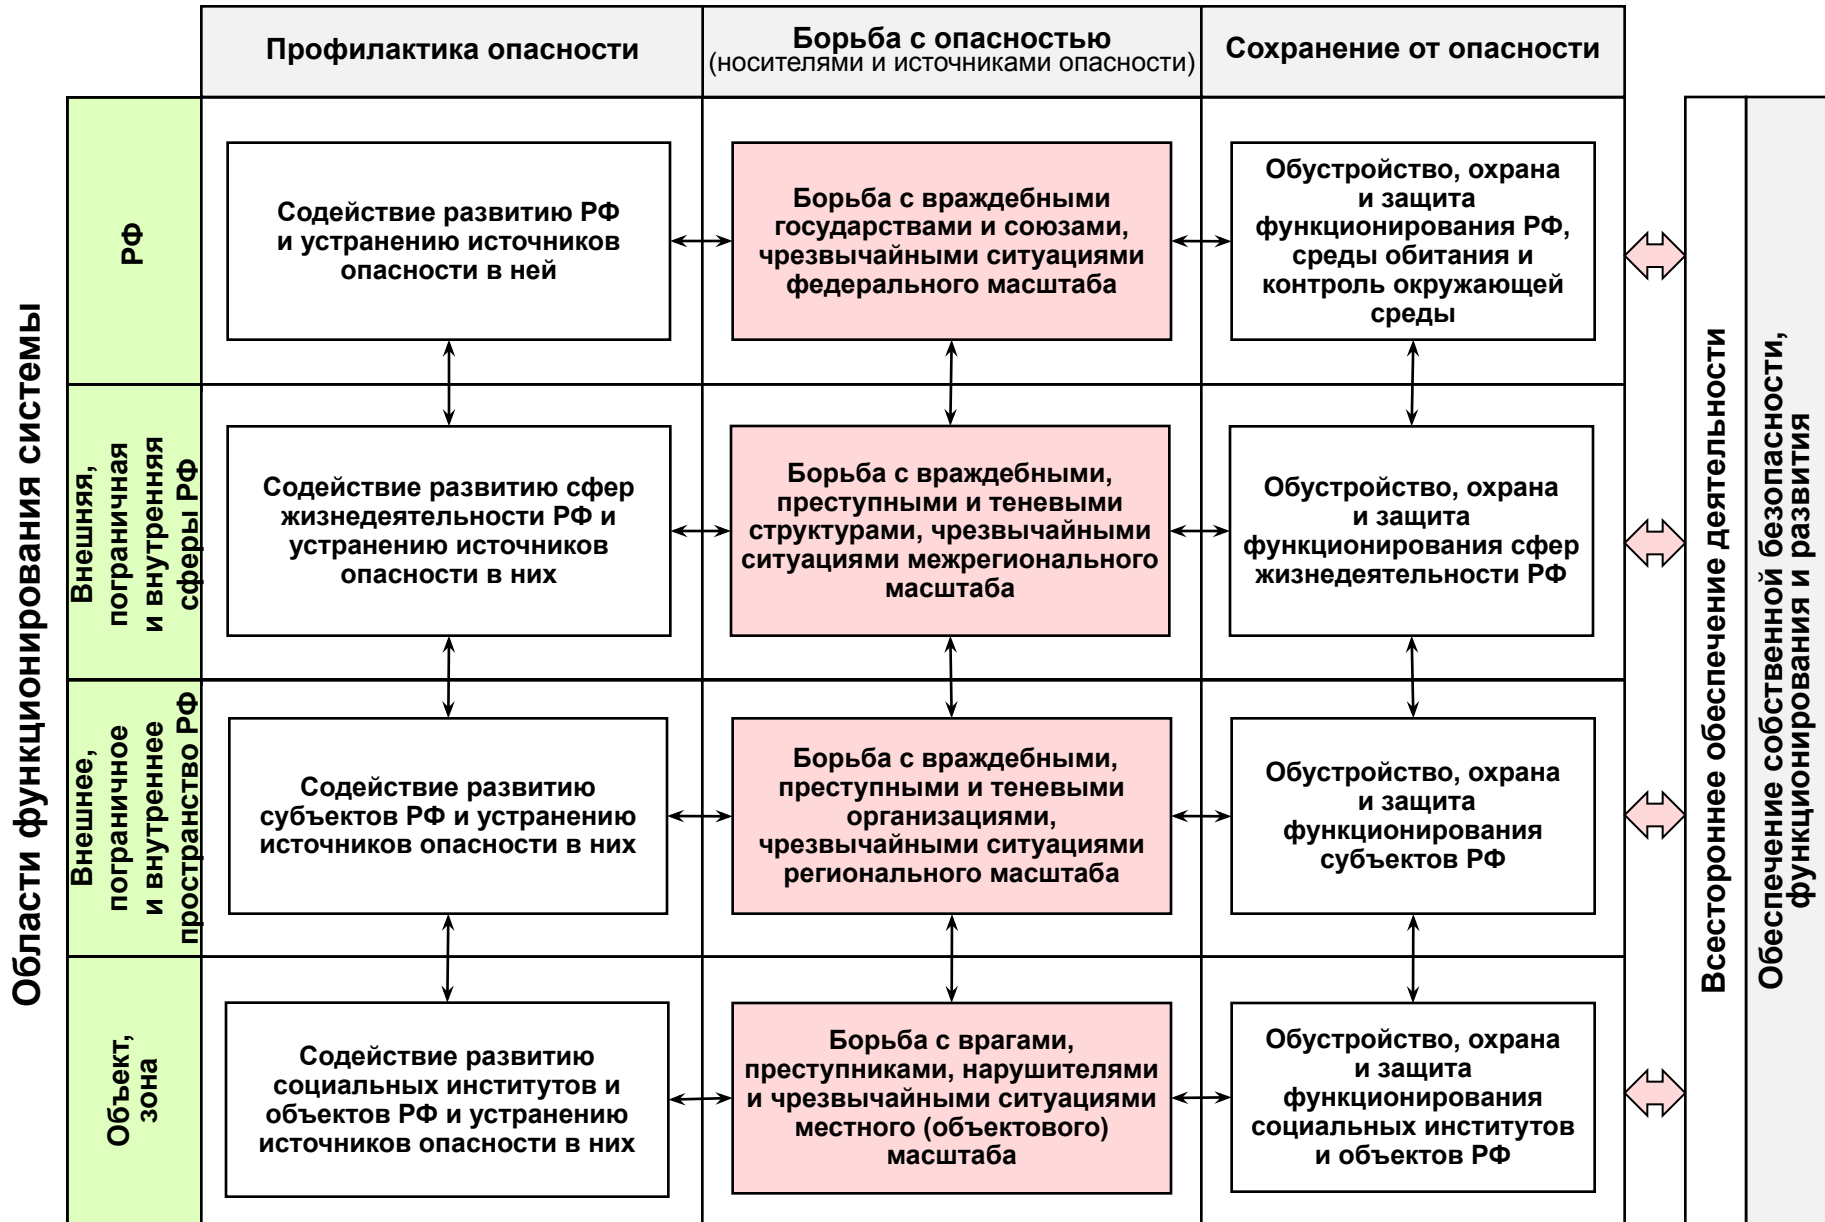 Профилактика опасности
Борьба с опасностью
(носителями и источниками опасности)
Сохранение от опасности
Области функционирования системы
РФ
Содействие развитию РФ
и устранению источников
опасности в ней
Борьба с враждебными
государствами и союзами,
чрезвычайными ситуациями
федерального масштаба
Обустройство, охрана
и защита
функционирования РФ,
среды обитания и
контроль окружающей
среды
Внешняя,
пограничная
и внутренняя
сферы РФ
Содействие развитию сфер
жизнедеятельности РФ и
устранению источников
опасности в них
Борьба с враждебными,
преступными и теневыми
структурами, чрезвычайными
ситуациями межрегионального
масштаба
Обустройство, охрана
и защита
функционирования сфер
жизнедеятельности РФ
Внешнее,
пограничное
и внутреннее
пространство РФ
Содействие развитию
субъектов РФ и устранению
источников опасности в них
Борьба с враждебными,
преступными и теневыми
организациями,
чрезвычайными ситуациями
регионального масштаба
Обустройство, охрана
и защита
функционирования
субъектов РФ
Объект,
зона
Содействие развитию
социальных институтов и
объектов РФ и устранению
источников опасности в них
Борьба с врагами,
преступниками, нарушителями
и чрезвычайными ситуациями
местного (объектового)
масштаба
Обустройство, охрана
и защита
функционирования
социальных институтов
и объектов РФ
Всестороннее обеспечение деятельности
Обеспечение собственной безопасности,
функционирования и развития